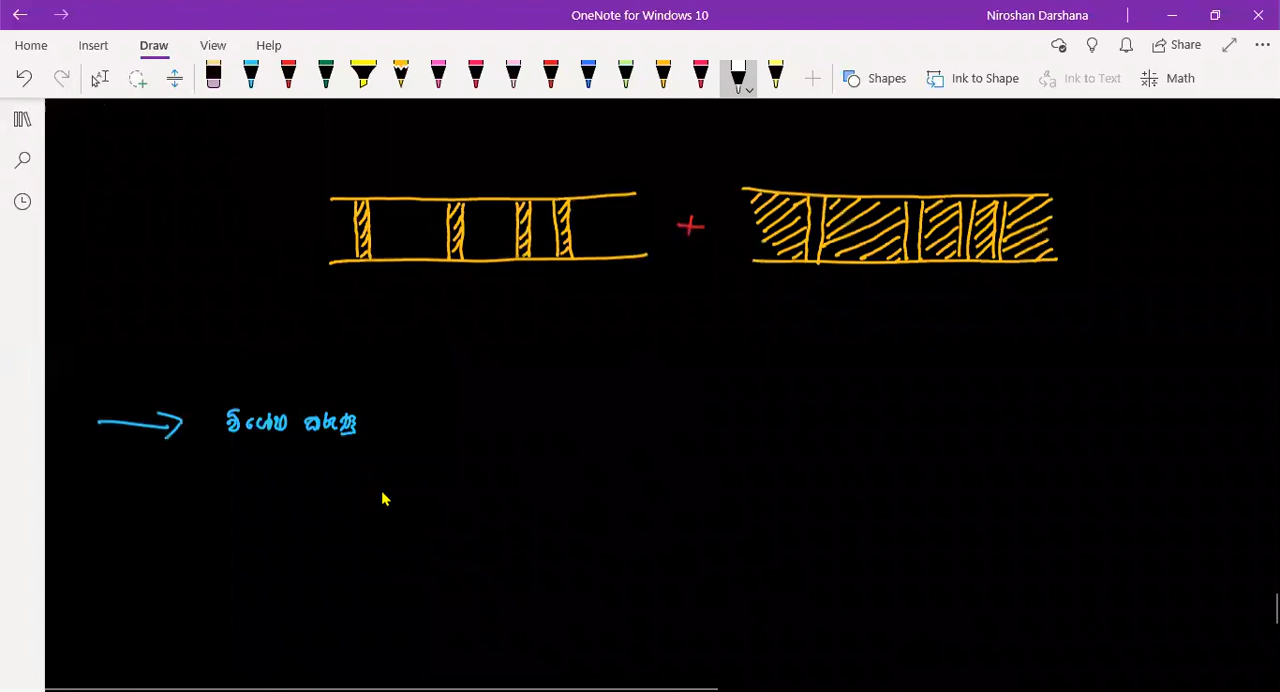 OneNote for Windows 10
Niroshan Darshana
Home Insert Draw View Help
Share
Shapes
Ink to Shape
Ink to Text
Math
+